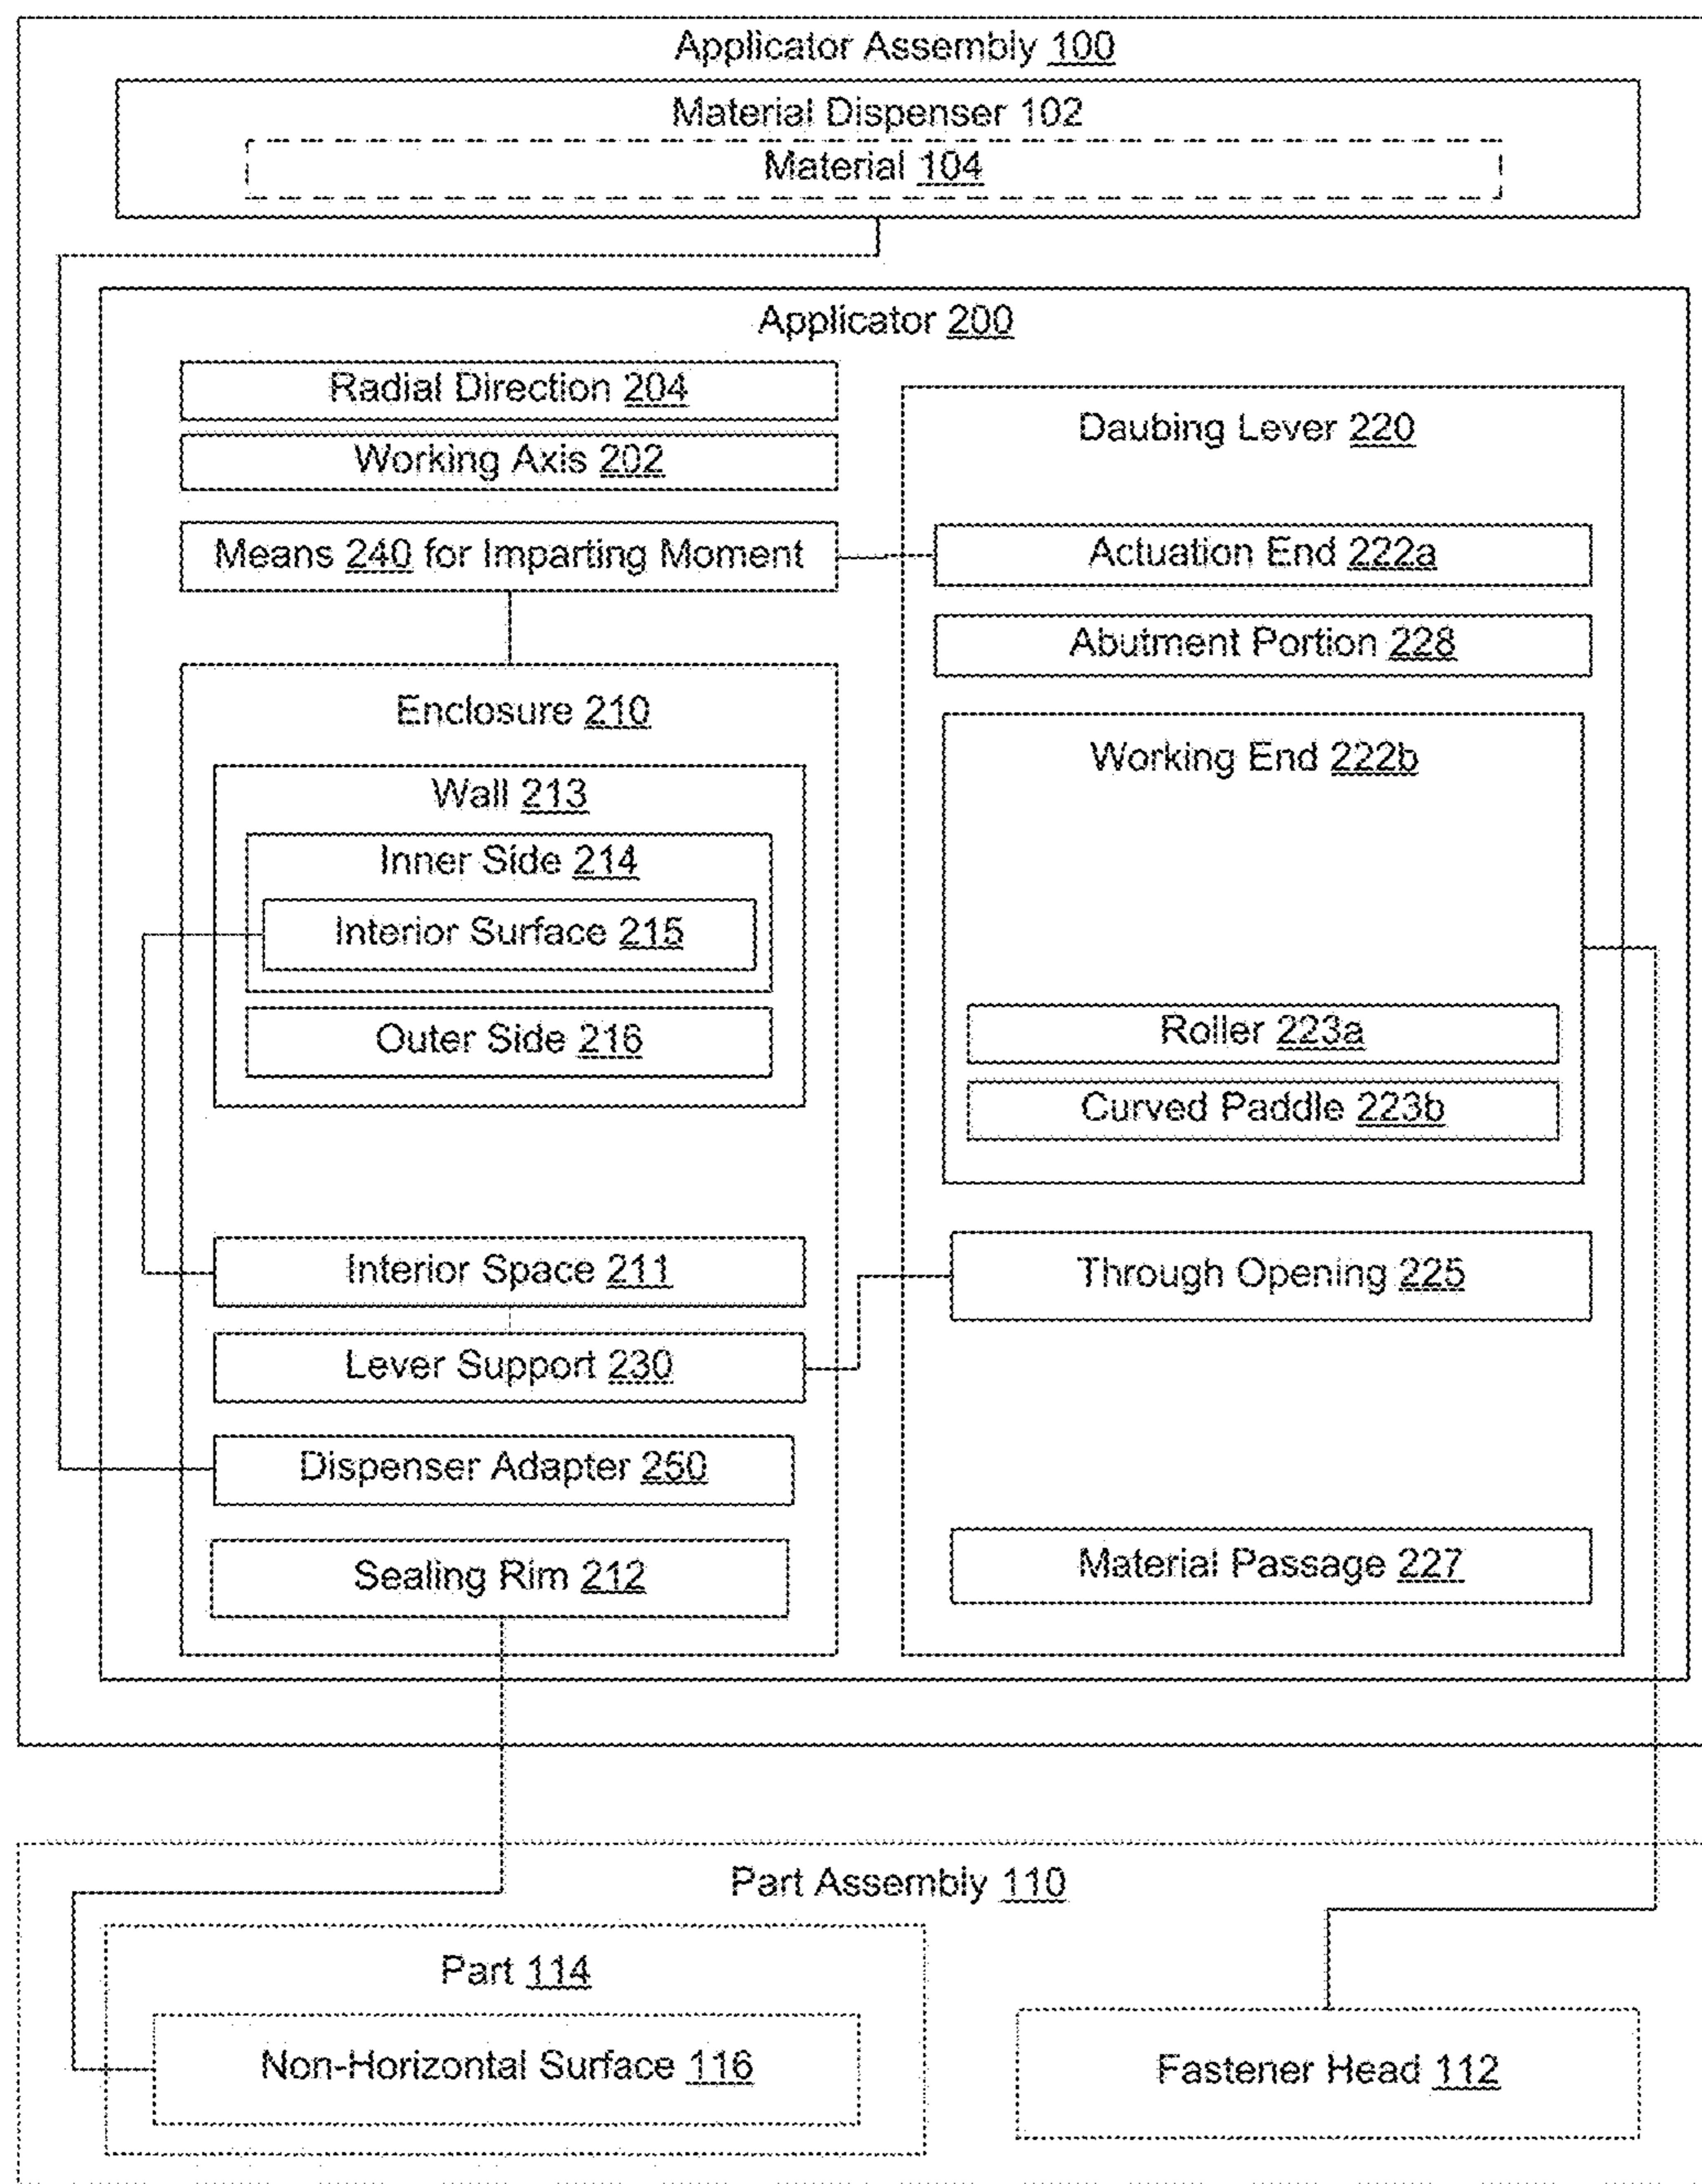 Applicator Assembly 100
Material Dispenser 102
Material 104
Applicator 200
Radial Direction 204
Working Axis 202
Means 240 for Imparting Moment
Enclosure 210
Wall 213
Inner Side 214
Interior Surface 215
Outer Side 216
Interior Space 211
Lever Support 230
Dispenser Adapter 250
Sealing Rim 212
Daubing Lever 220
Actuation End 222a
Abutment Portion 228
Working End 222b
Roller 223a
Curved Paddle 223b
Through Opening 225
Material Passage 227
Part Assembly 110
Part 114
Non-Horizontal Surface 116
Fastener Head 112